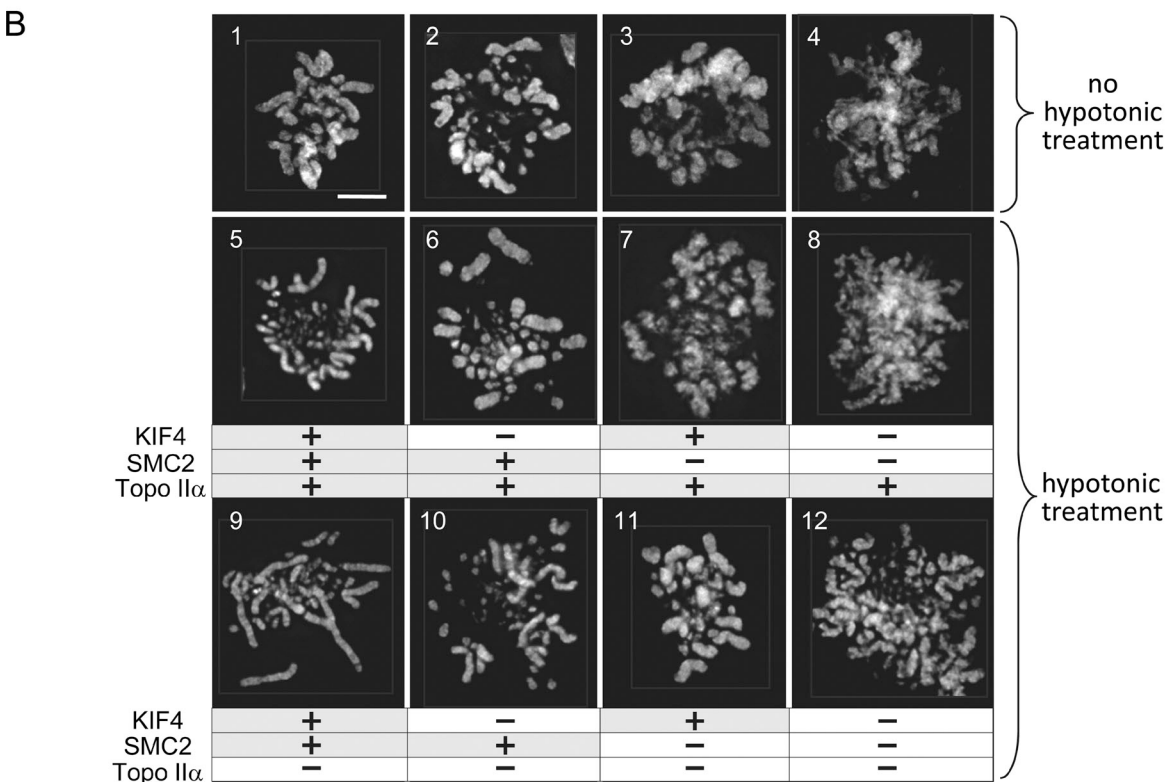 B
1 2 3 4
no
hypotonic
treatment
5 6 7 8
KIF4 + − + −
SMC2 + + − −
Topo IIα + + + +
hypotonic
treatment
9 10 11 12
KIF4 + − + −
SMC2 + + − −
Topo IIα − − − −